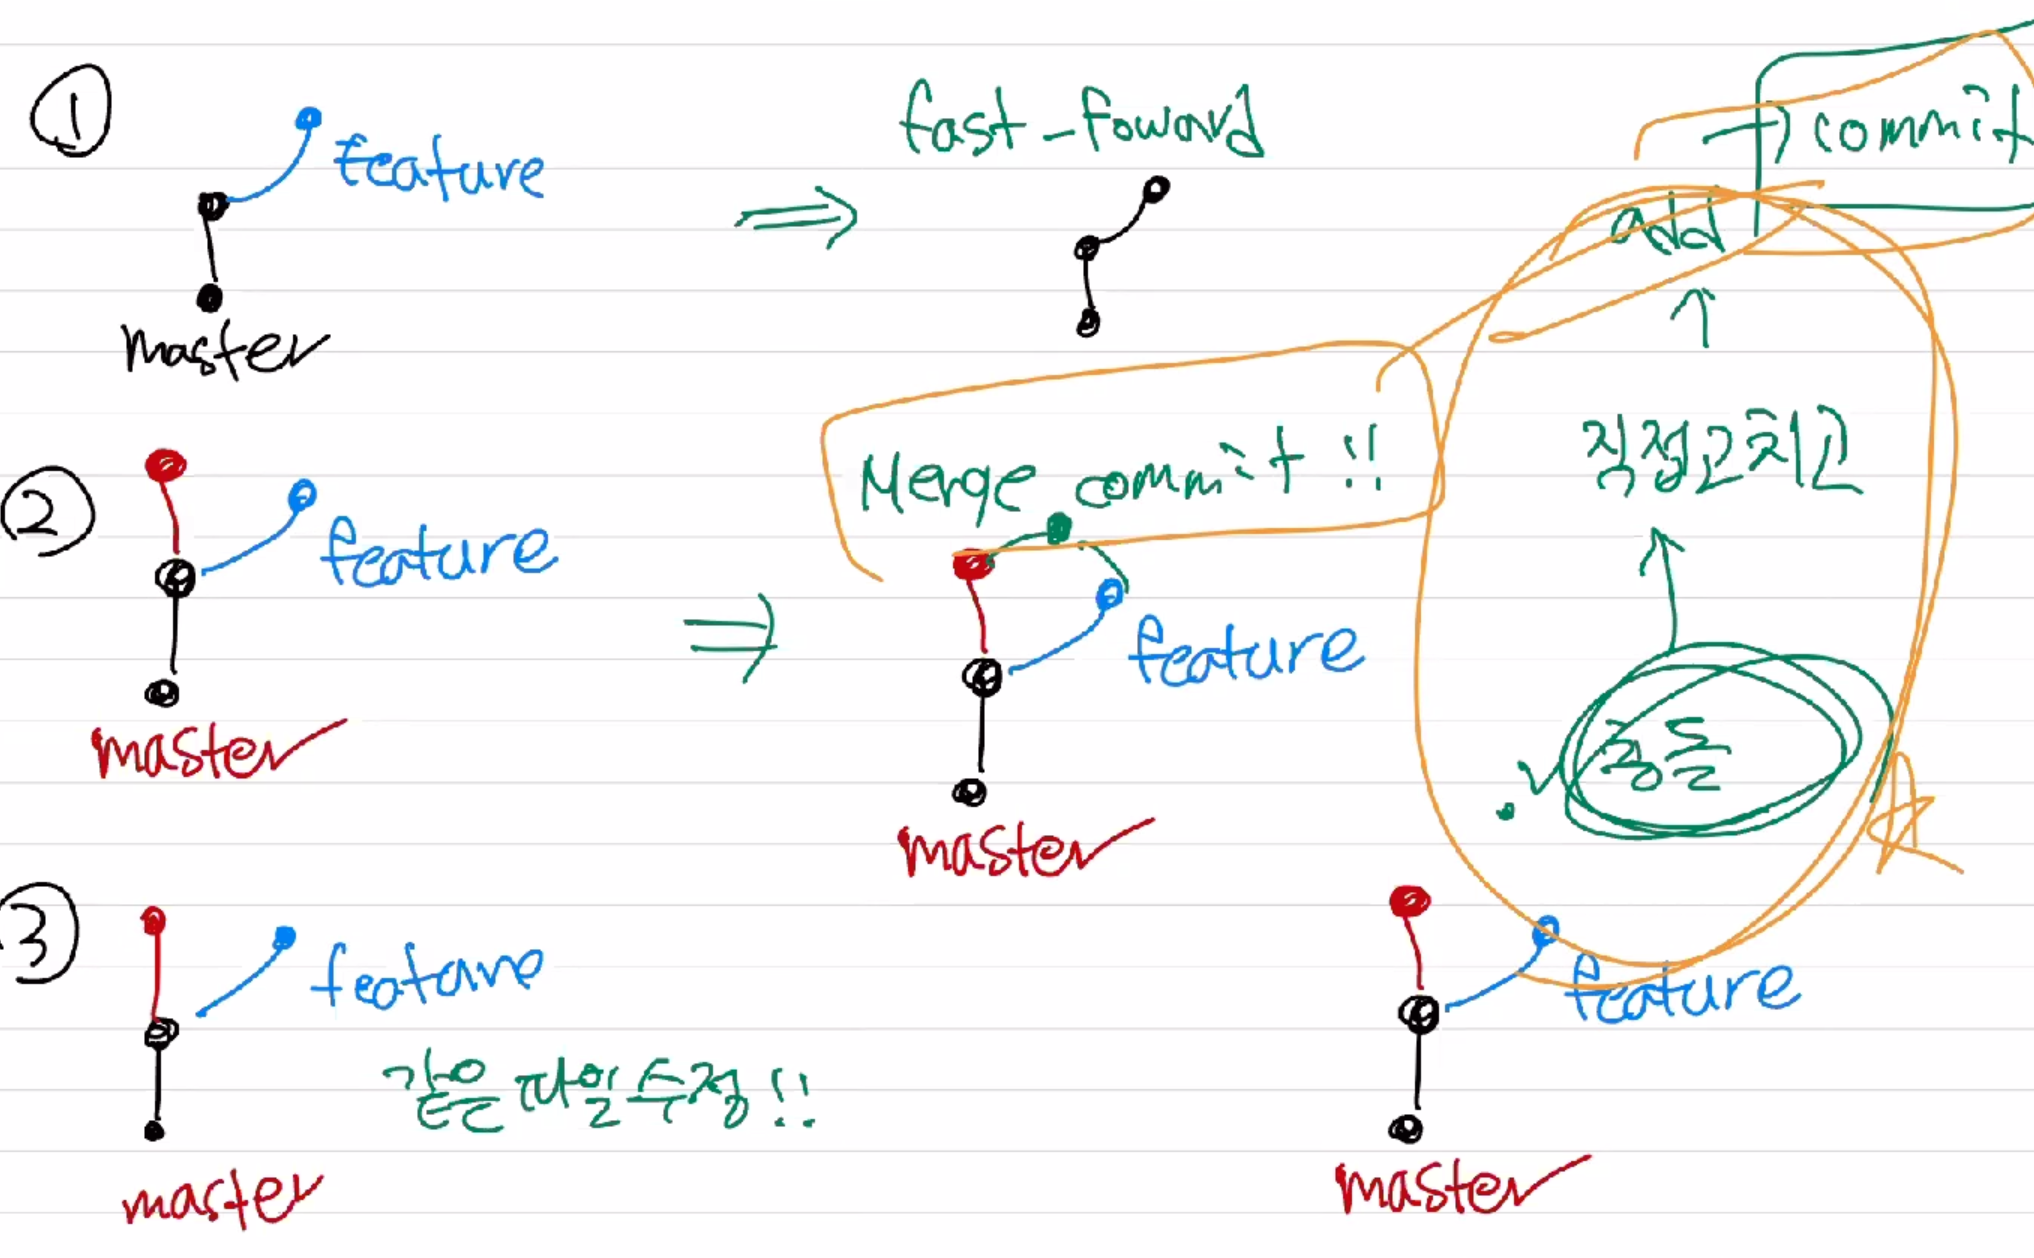 ①
feature
master
fast-foward
→ commit
add
↑
직접고치고
②
feature
master
Merge commit !!
feature
master
충돌
③
feature
같은 파일 수정!!
master
feature
master